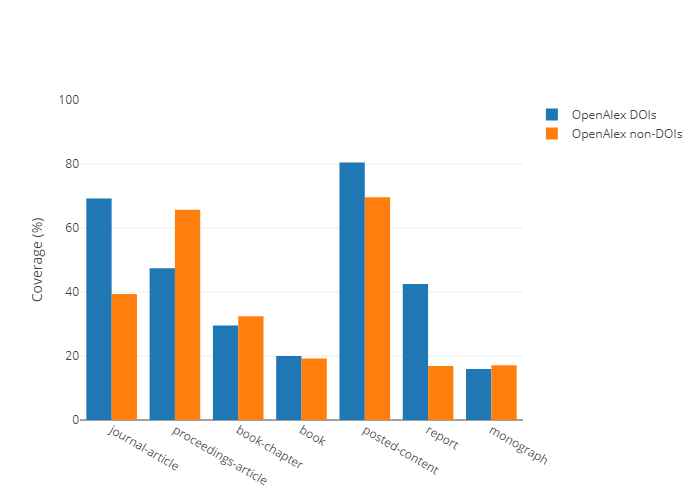 100
80
60
40
20
0
Coverage (%)
journal-article
proceedings-article
book-chapter
book
posted-content
report
monograph
OpenAlex DOIs
OpenAlex non-DOIs